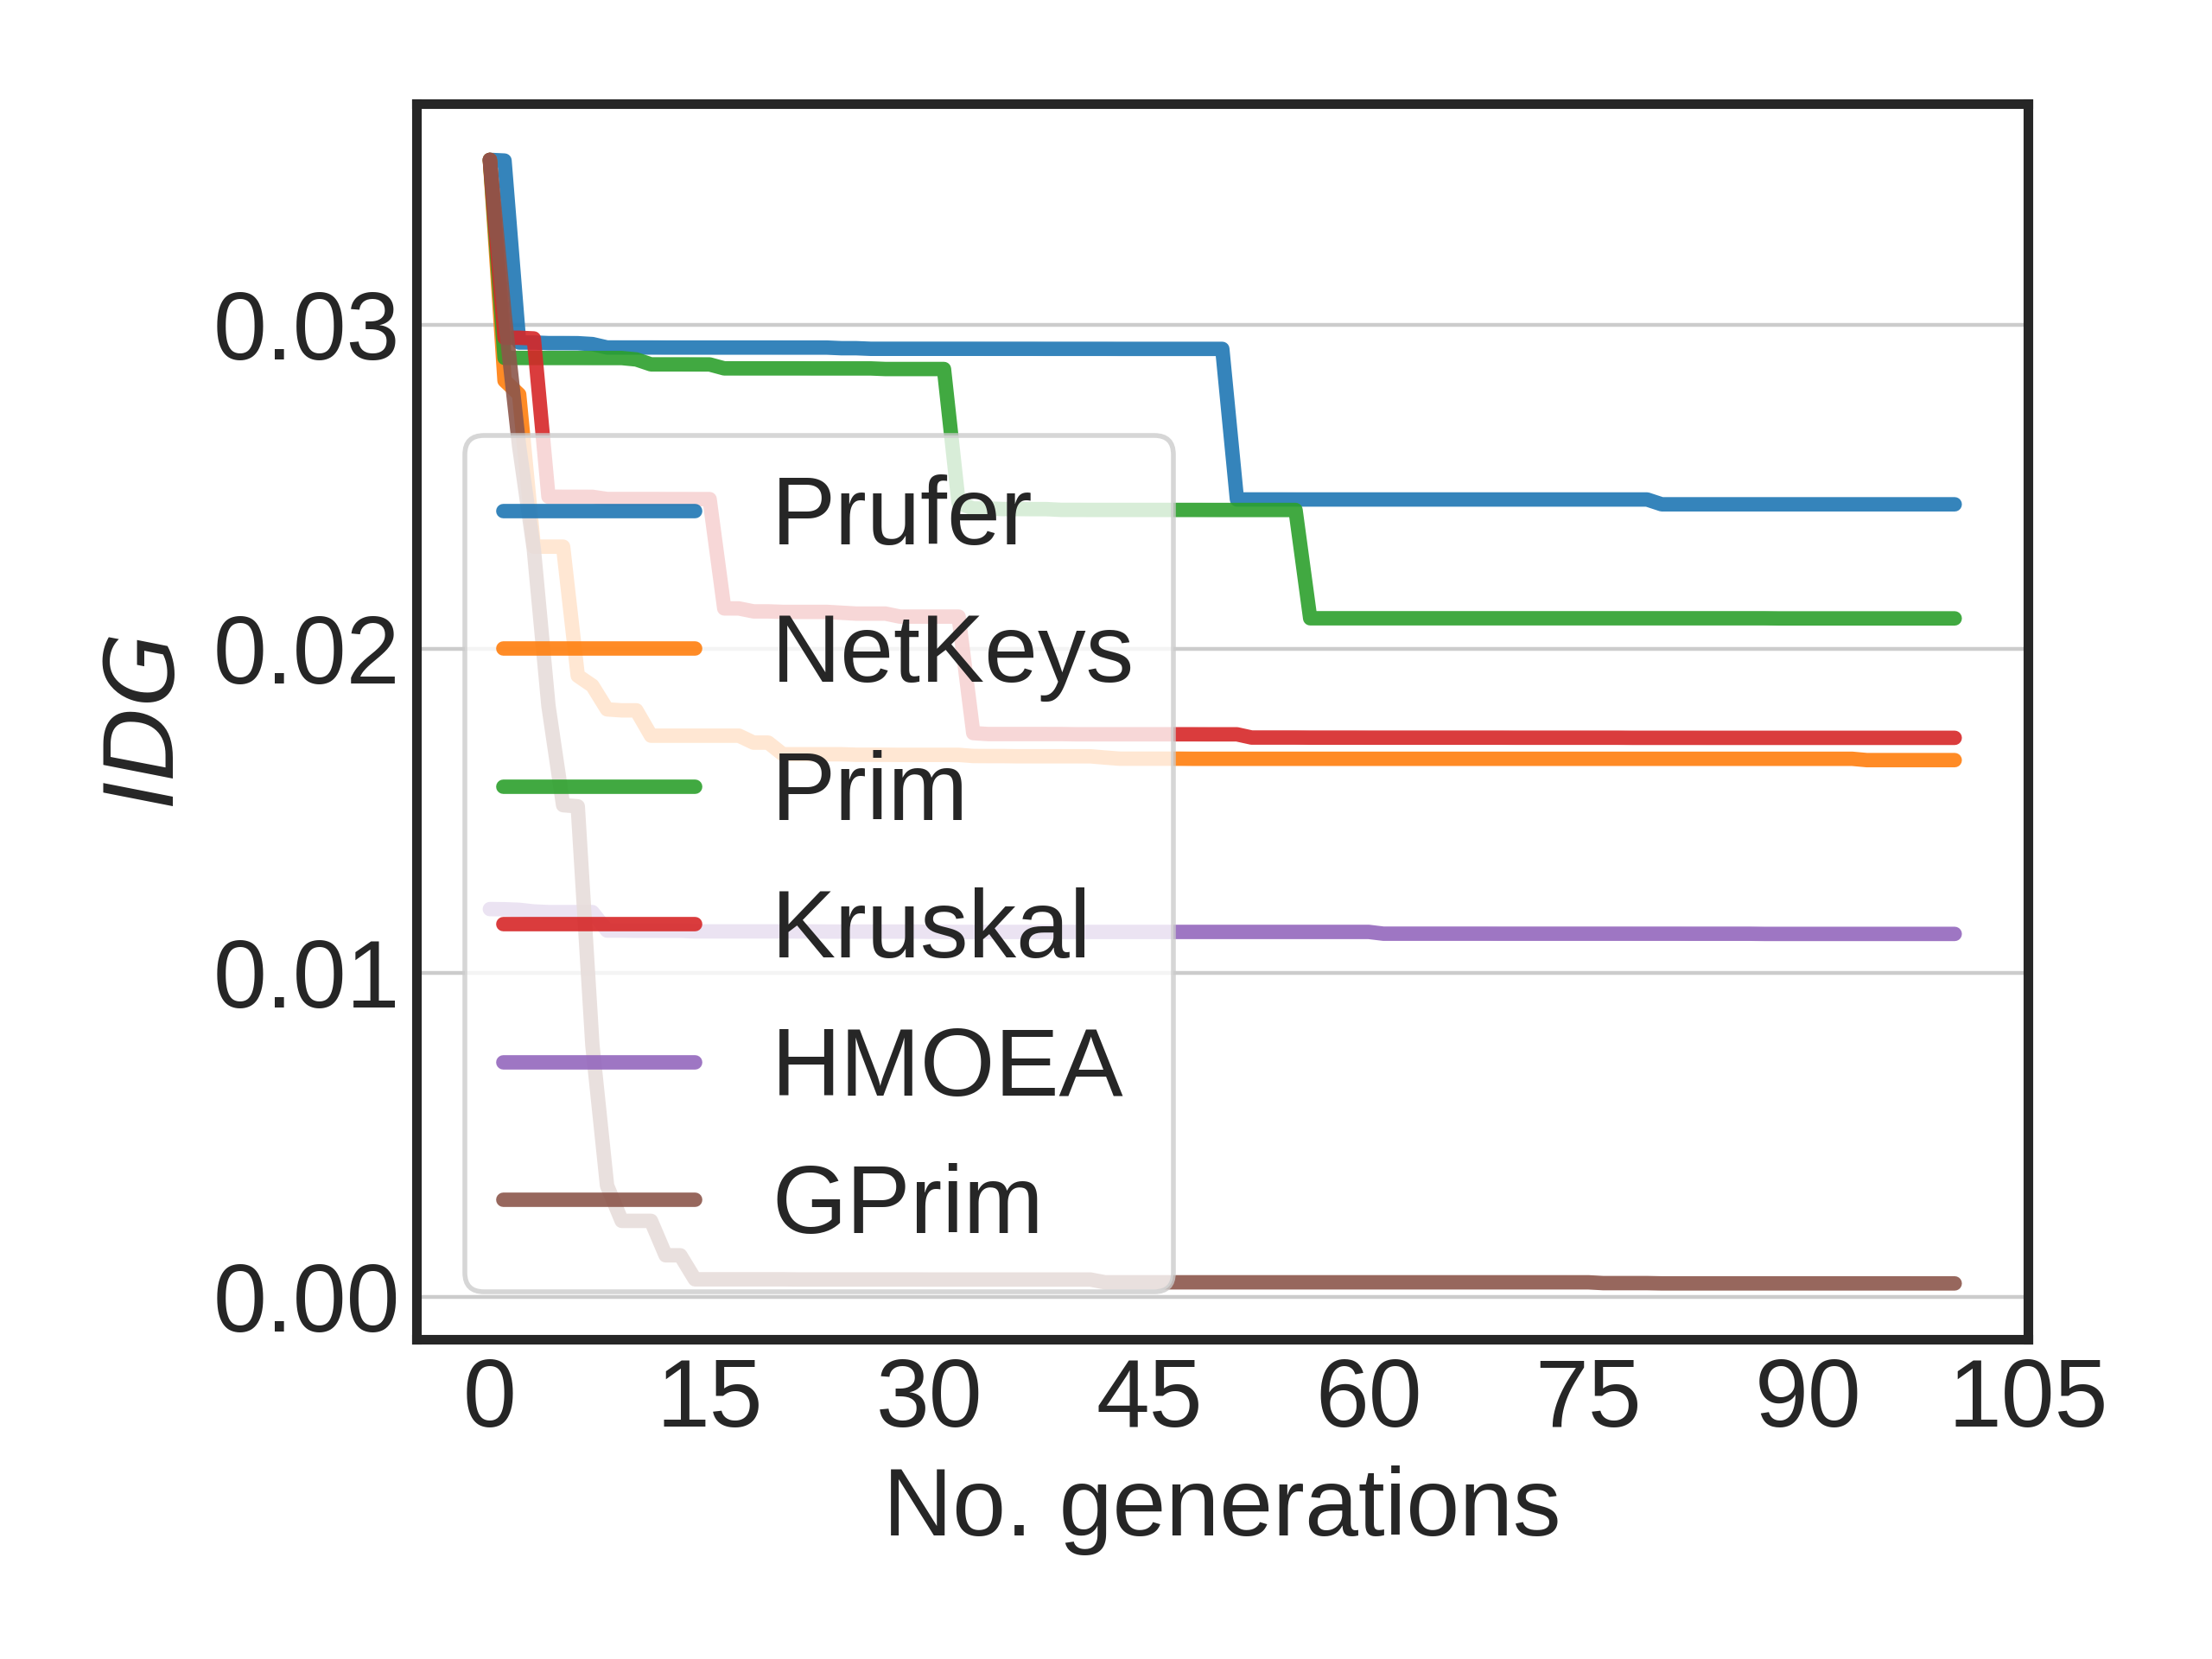 0.03
0.02
0.01
0.00
IDG
Prufer
NetKeys
Prim
Kruskal
HMOEA
GPrim
0 15 30 45 60 75 90 105
No. generations